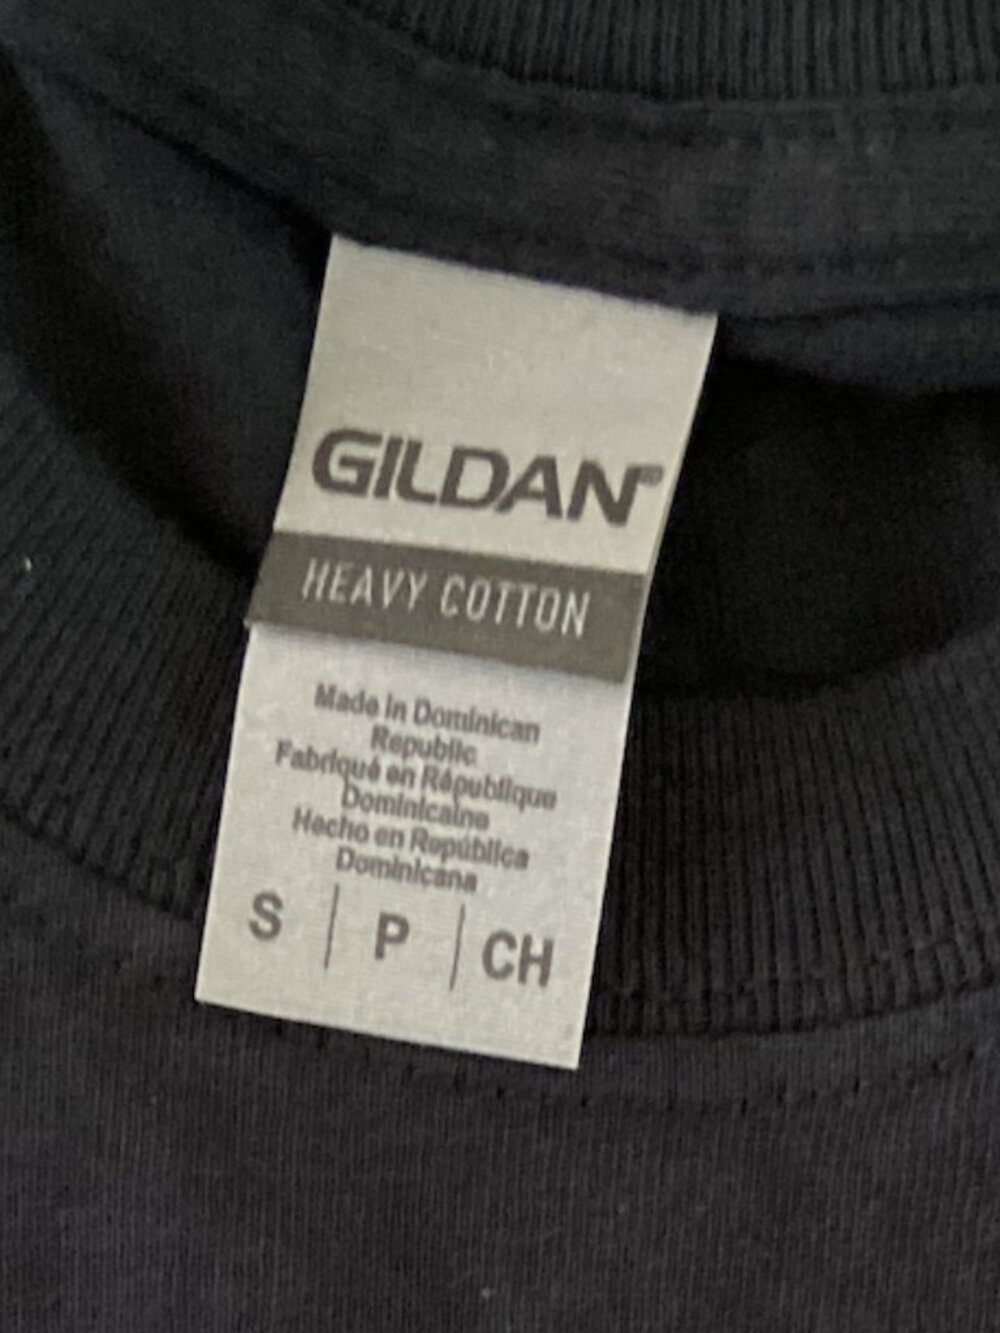 GILDAN
HEAVY COTTON
Made in Dominican
Republic
Fabriqué en République
Dominicaine
Hecho en República
Dominicana
S | P | CH